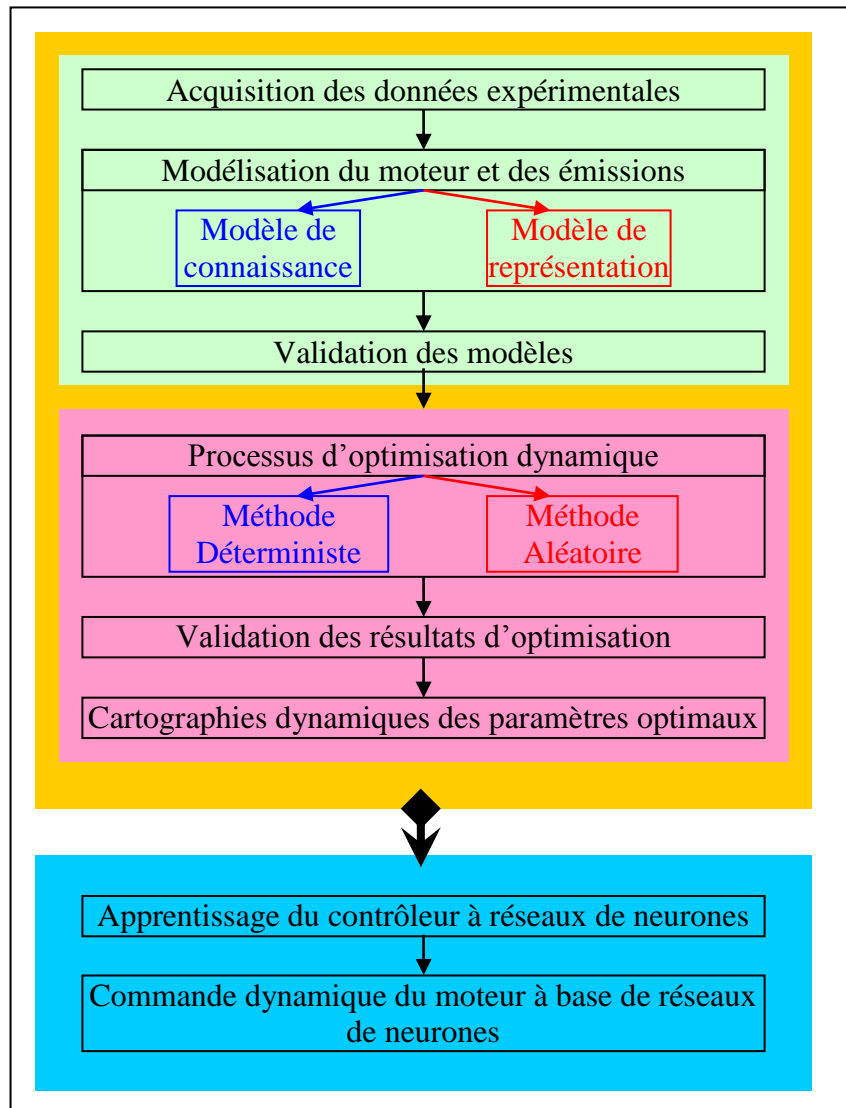 Acquisition des données expérimentales
Modélisation du moteur et des émissions
Modèle de
connaissance
Modèle de
représentation
Validation des modèles
Processus d’optimisation dynamique
Méthode
Déterministe
Méthode
Aléatoire
Validation des résultats d’optimisation
Cartographies dynamiques des paramètres optimaux
Apprentissage du contrôleur à réseaux de neurones
Commande dynamique du moteur à base de réseaux
de neurones